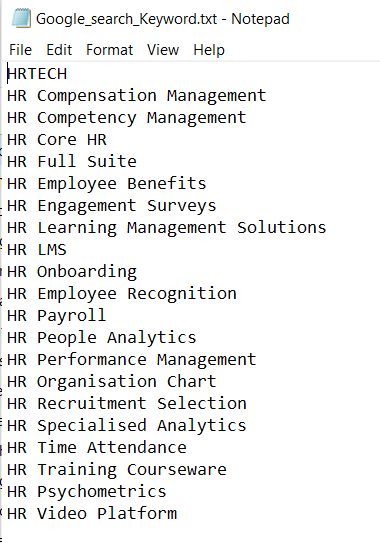 Google_search_Keyword.txt - Notepad
File Edit Format View Help
HRTECH
HR Compensation Management
HR Competency Management
HR Core HR
HR Full Suite
HR Employee Benefits
HR Engagement Surveys
HR Learning Management Solutions
HR LMS
HR Onboarding
HR Employee Recognition
HR Payroll
HR People Analytics
HR Performance Management
HR Organisation Chart
HR Recruitment Selection
HR Specialised Analytics
HR Time Attendance
HR Training Courseware
HR Psychometrics
HR Video Platform